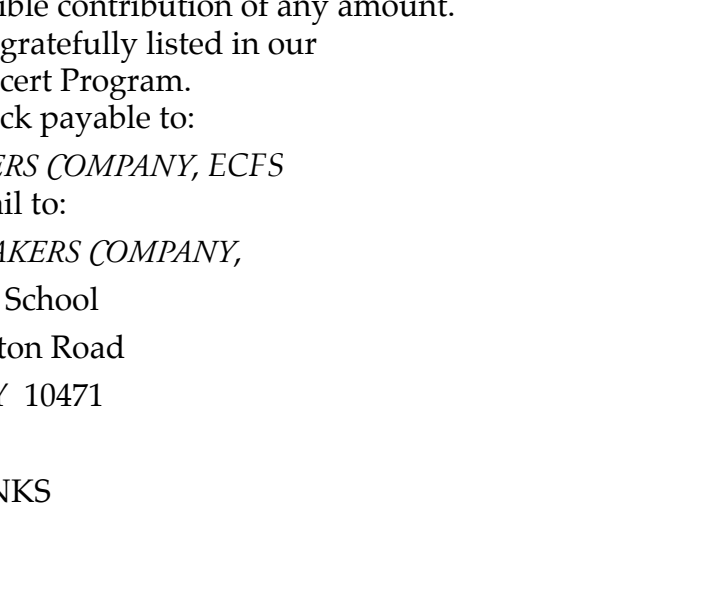 ible contribution of any amount.
gratefully listed in our
cert Program.
ck payable to:
ERS COMPANY, ECFS
il to:
AKERS COMPANY,
School
ton Road
Y 10471
NKS